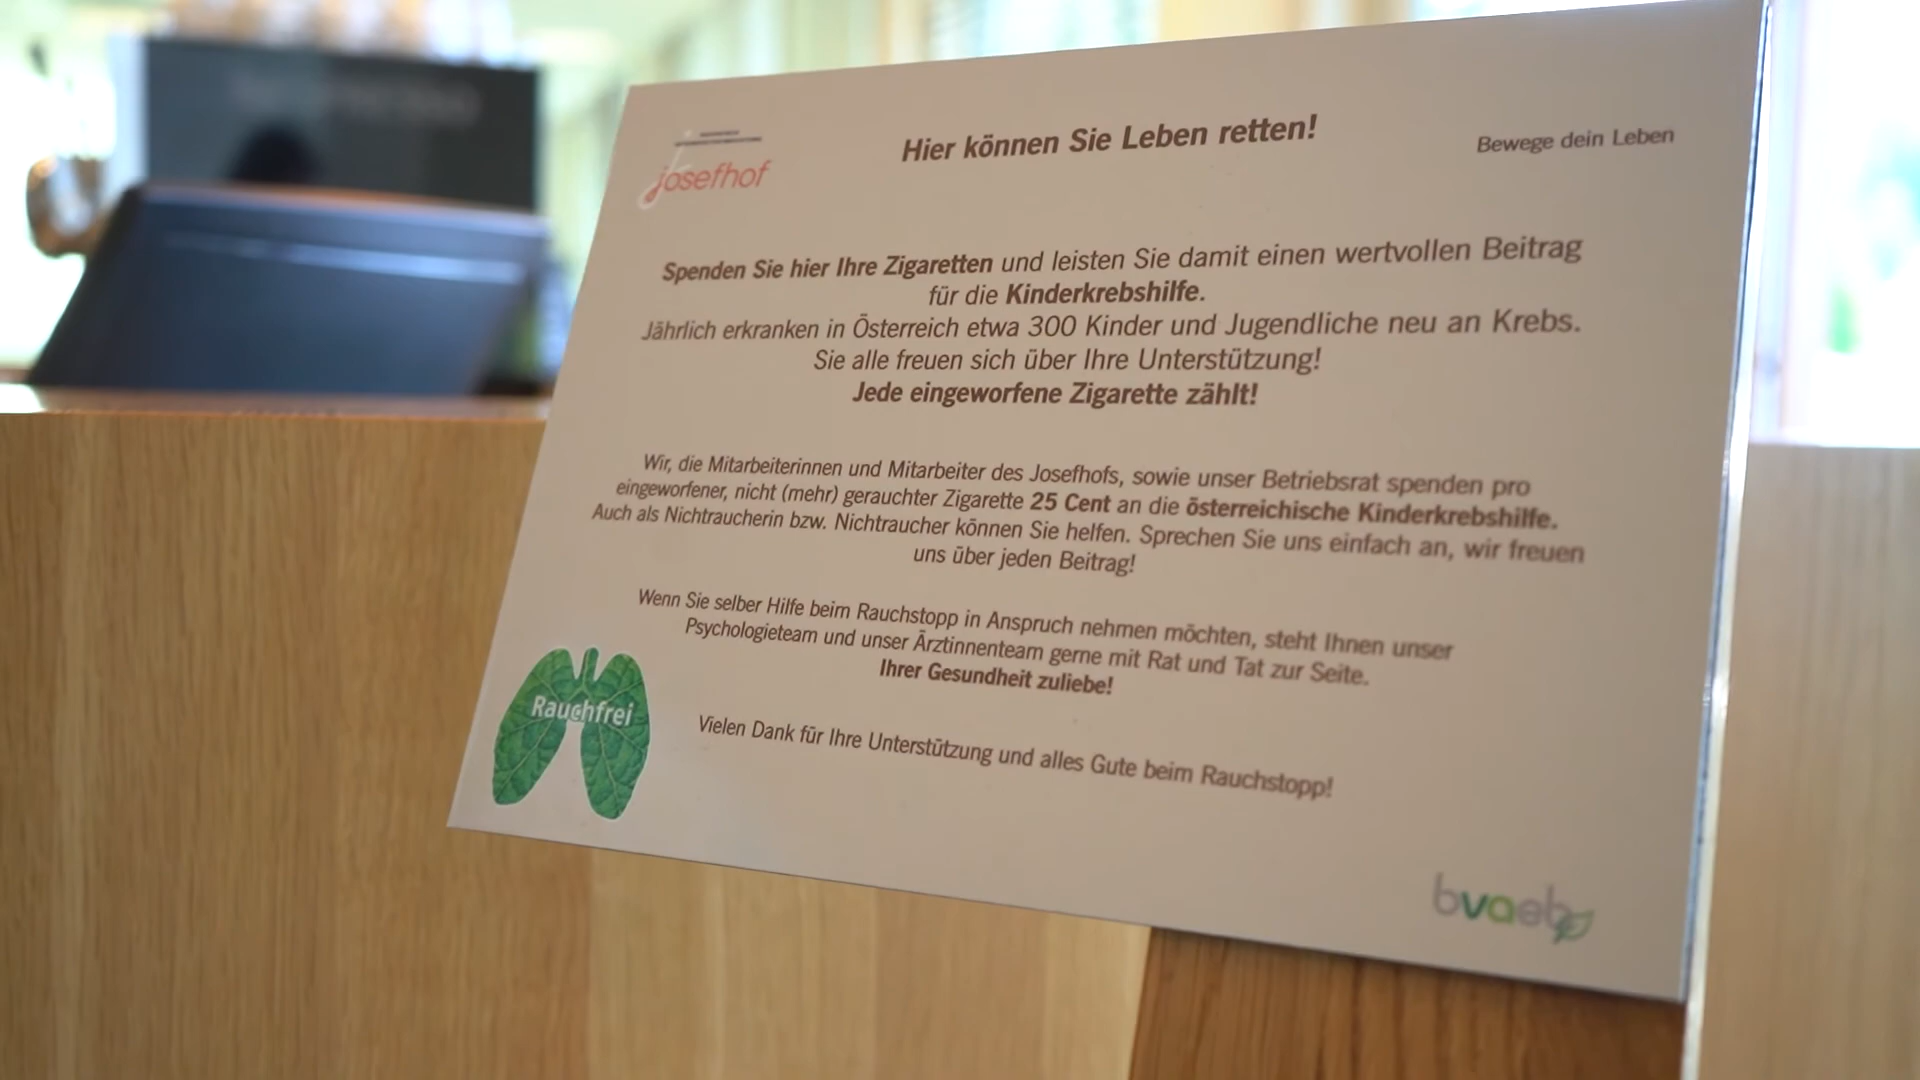 josefhof
Hier können Sie Leben retten!
Bewege dein Leben
Spenden Sie hier Ihre Zigaretten und leisten Sie damit einen wertvollen Beitrag
für die Kinderkrebshilfe.
Jährlich erkranken in Österreich etwa 300 Kinder und Jugendliche neu an Krebs.
Sie alle freuen sich über Ihre Unterstützung!
Jede eingeworfene Zigarette zählt!
Wir, die Mitarbeiterinnen und Mitarbeiter des Josefhofs, sowie unser Betriebsrat spenden pro
eingeworfener, nicht (mehr) gerauchter Zigarette 25 Cent an die österreichische Kinderkrebshilfe.
Auch als Nichtraucherin bzw. Nichtraucher können Sie helfen. Sprechen Sie uns einfach an, wir freuen
uns über jeden Beitrag!
Wenn Sie selber Hilfe beim Rauchstopp in Anspruch nehmen möchten, steht Ihnen unser
Psychologieteam und unser Ärztinnenteam gerne mit Rat und Tat zur Seite.
Ihrer Gesundheit zuliebe!
Rauchfrei
Vielen Dank für Ihre Unterstützung und alles Gute beim Rauchstopp!
bvaeb